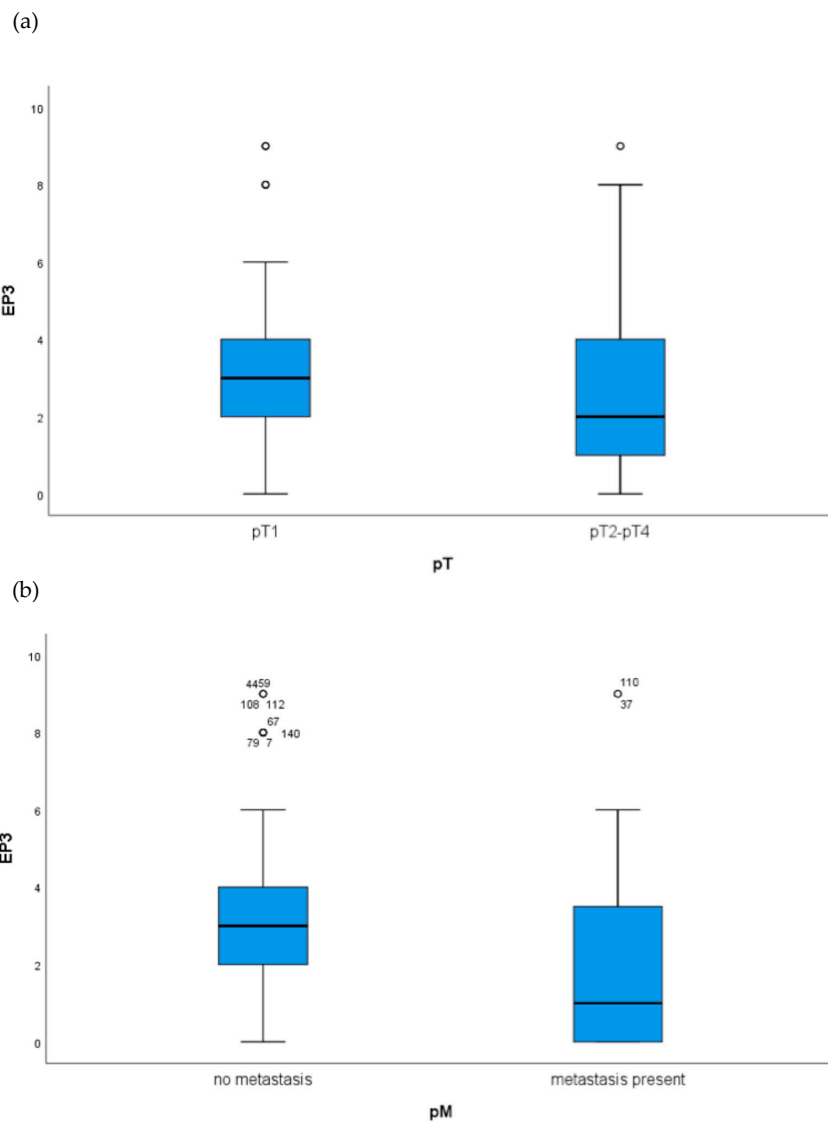 (a)
10
8
6
4
2
0
EP3
pT1 pT2-pT4
pT
(b)
10
8
6
4
2
0
EP3
4459
108 112
67
79 7 140
110
37
no metastasis metastasis present
pM